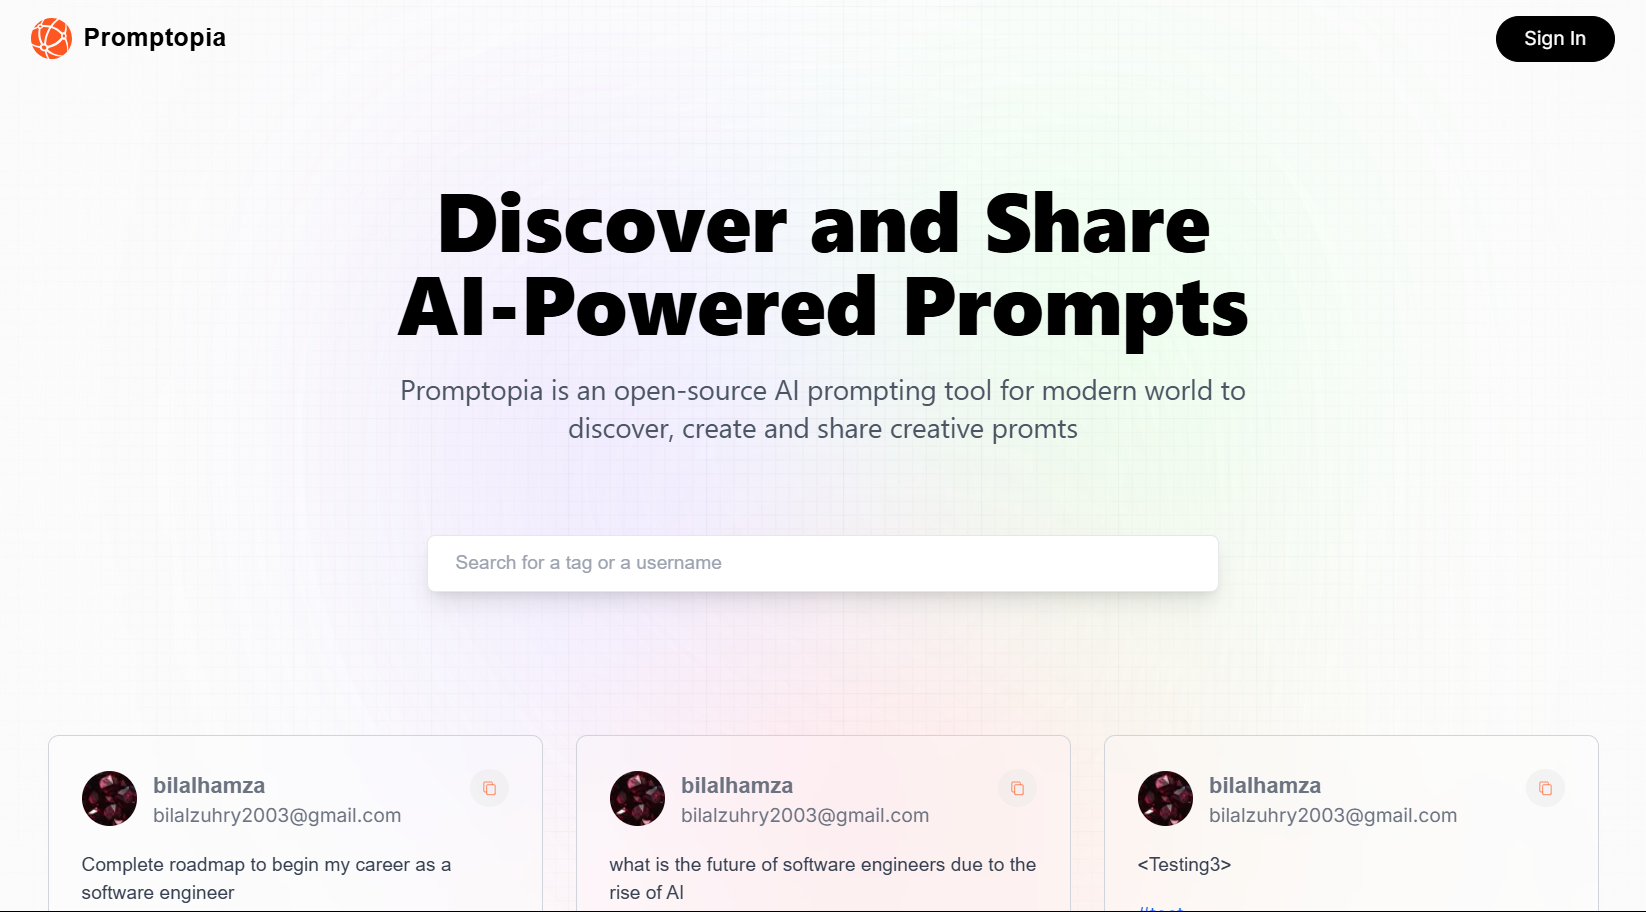 Promptopia
Sign In
Discover and Share
AI-Powered Prompts
Promptopia is an open-source AI prompting tool for modern world to
discover, create and share creative promts
Search for a tag or a username
bilalhamza
bilalzuhry2003@gmail.com
Complete roadmap to begin my career as a
software engineer
bilalhamza
bilalzuhry2003@gmail.com
what is the future of software engineers due to the
rise of AI
bilalhamza
bilalzuhry2003@gmail.com
<Testing3>